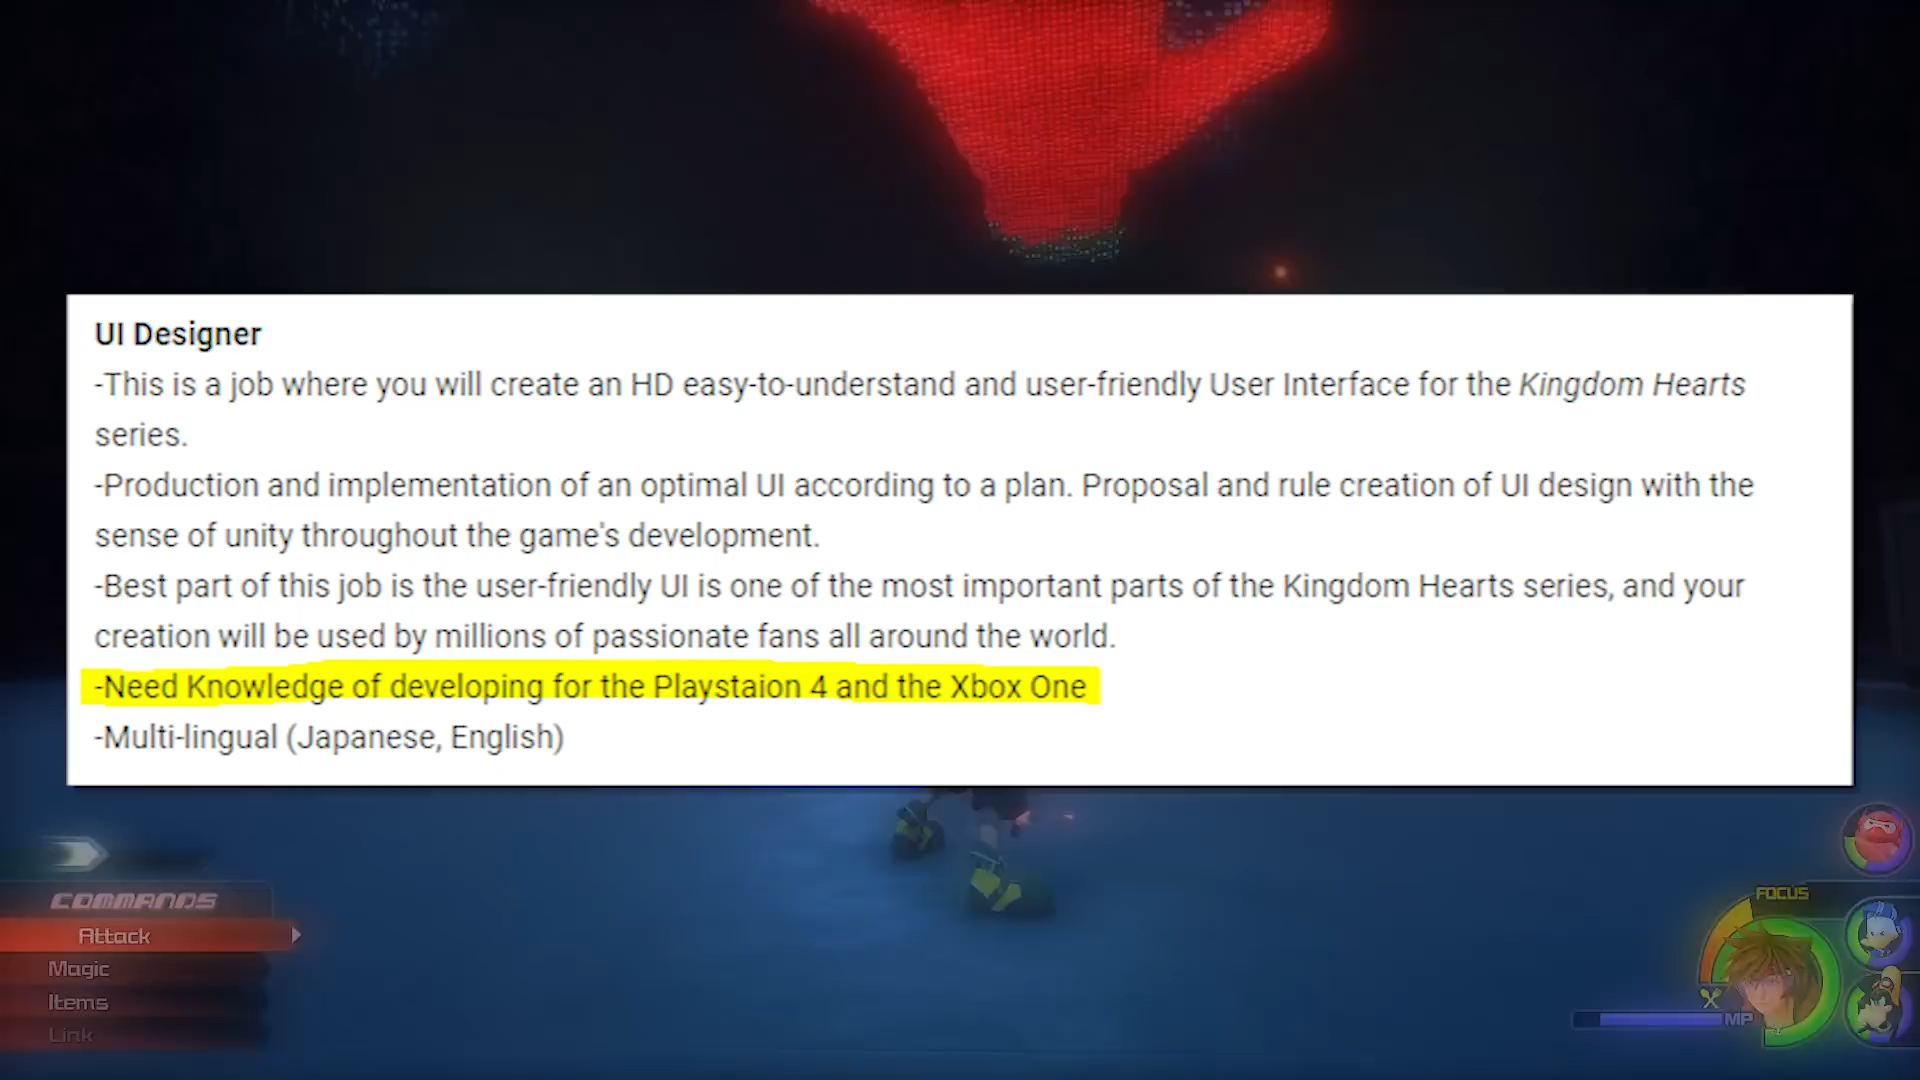 UI Designer
-This is a job where you will create an HD easy-to-understand and user-friendly User Interface for the Kingdom Hearts
series.
-Production and implementation of an optimal UI according to a plan. Proposal and rule creation of UI design with the
sense of unity throughout the game's development.
-Best part of this job is the user-friendly UI is one of the most important parts of the Kingdom Hearts series, and your
creation will be used by millions of passionate fans all around the world.
-Need Knowledge of developing for the Playstaion 4 and the Xbox One
-Multi-lingual (Japanese, English)
COMMANDS
Attack
Magic
Items
Link
FOCUS
MP